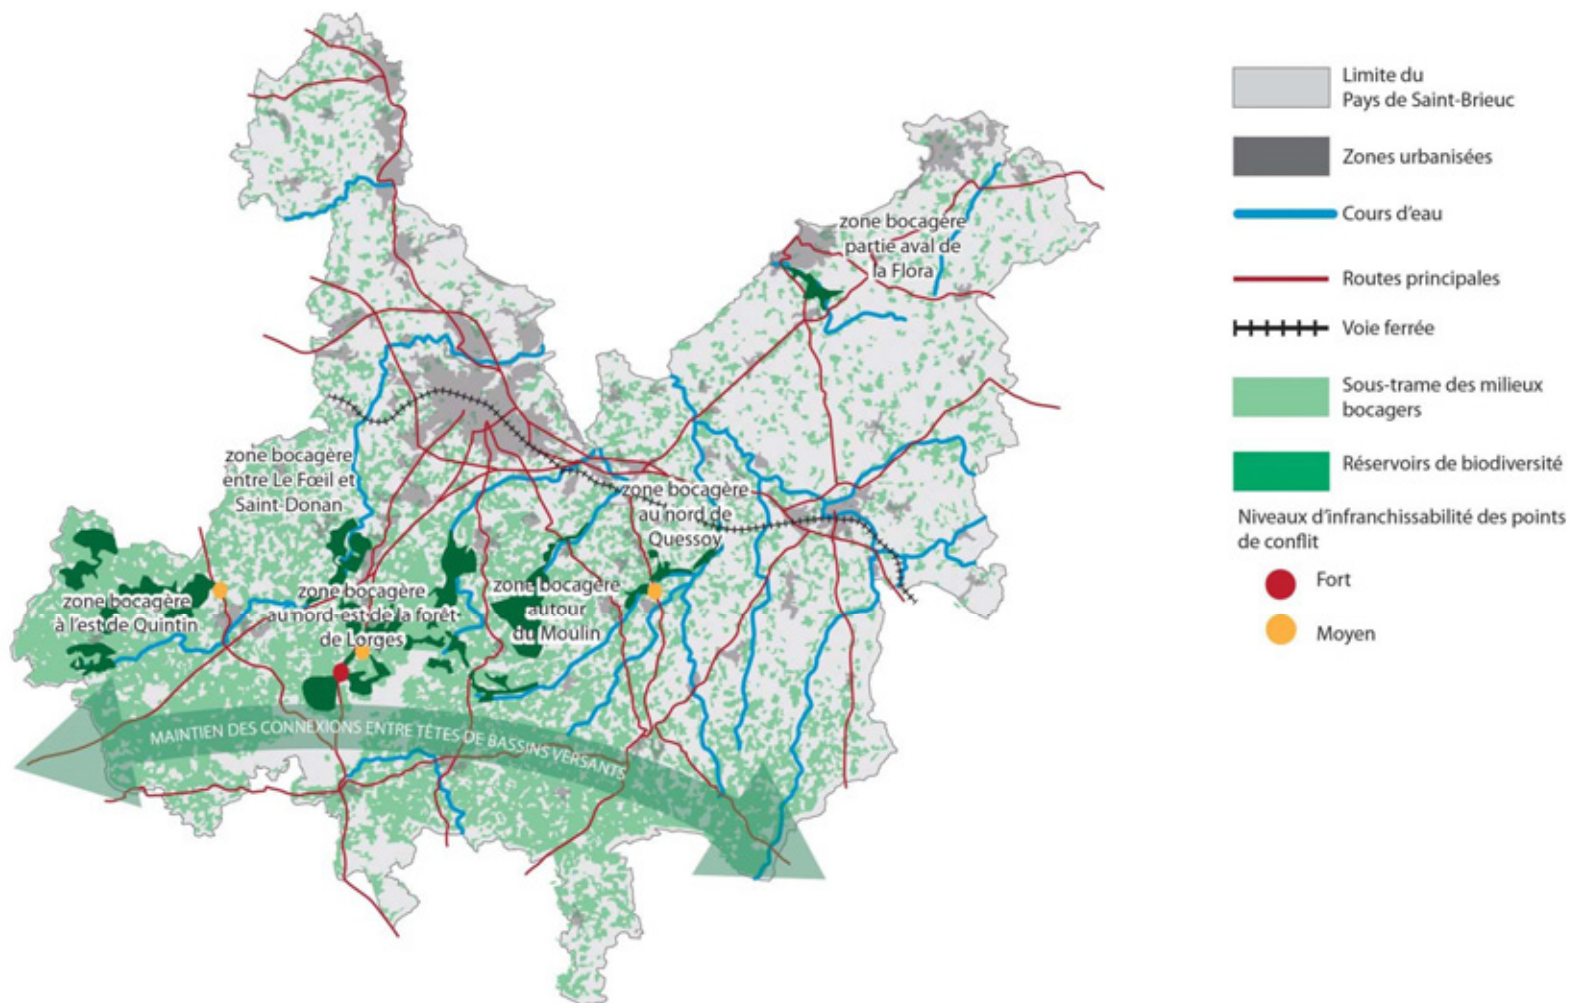 zone bocagère
partie aval de
la Flora
zone bocagère
entre Le Fœil et
Saint-Donan
zone bocagère
au nord de
Quessoy
zone bocagère
à l'est de Quintin
zone bocagère
au nord-est de la forêt
de Lorges
zone bocagère
autour
du Moulin
MAINTIEN DES CONNEXIONS ENTRE TÊTES DE BASSINS VERSANTS
Limite du
Pays de Saint-Brieuc
Zones urbanisées
Cours d'eau
Routes principales
Voie ferrée
Sous-trame des milieux
bocagers
Réservoirs de biodiversité
Niveaux d'infranchissabilité des points
de conflit
Fort
Moyen